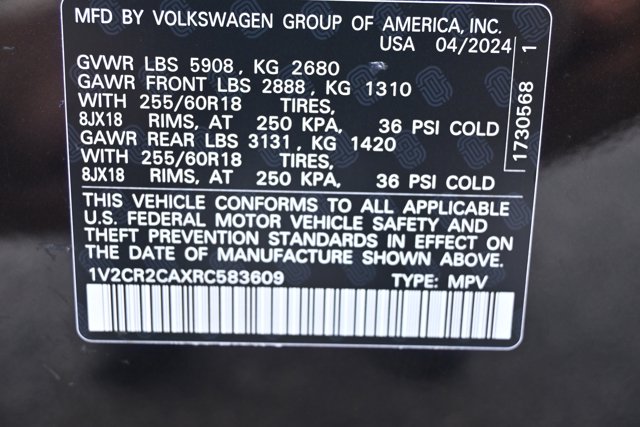 MFD BY VOLKSWAGEN GROUP OF AMERICA, INC.
USA 04/2024
GVWR LBS 5908, KG 2680
GAWR FRONT LBS 2888, KG 1310
WITH 255/60R18 TIRES,
8JX18 RIMS, AT 250 KPA, 36 PSI COLD
GAWR REAR LBS 3131, KG 1420
WITH 255/60R18 TIRES,
8JX18 RIMS, AT 250 KPA, 36 PSI COLD
THIS VEHICLE CONFORMS TO ALL APPLICABLE
U.S. FEDERAL MOTOR VEHICLE SAFETY AND
THEFT PREVENTION STANDARDS IN EFFECT ON
THE DATE OF MANUFACTURE SHOWN ABOVE.
1V2CR2CAXRC583609 TYPE: MPV
1730568 1